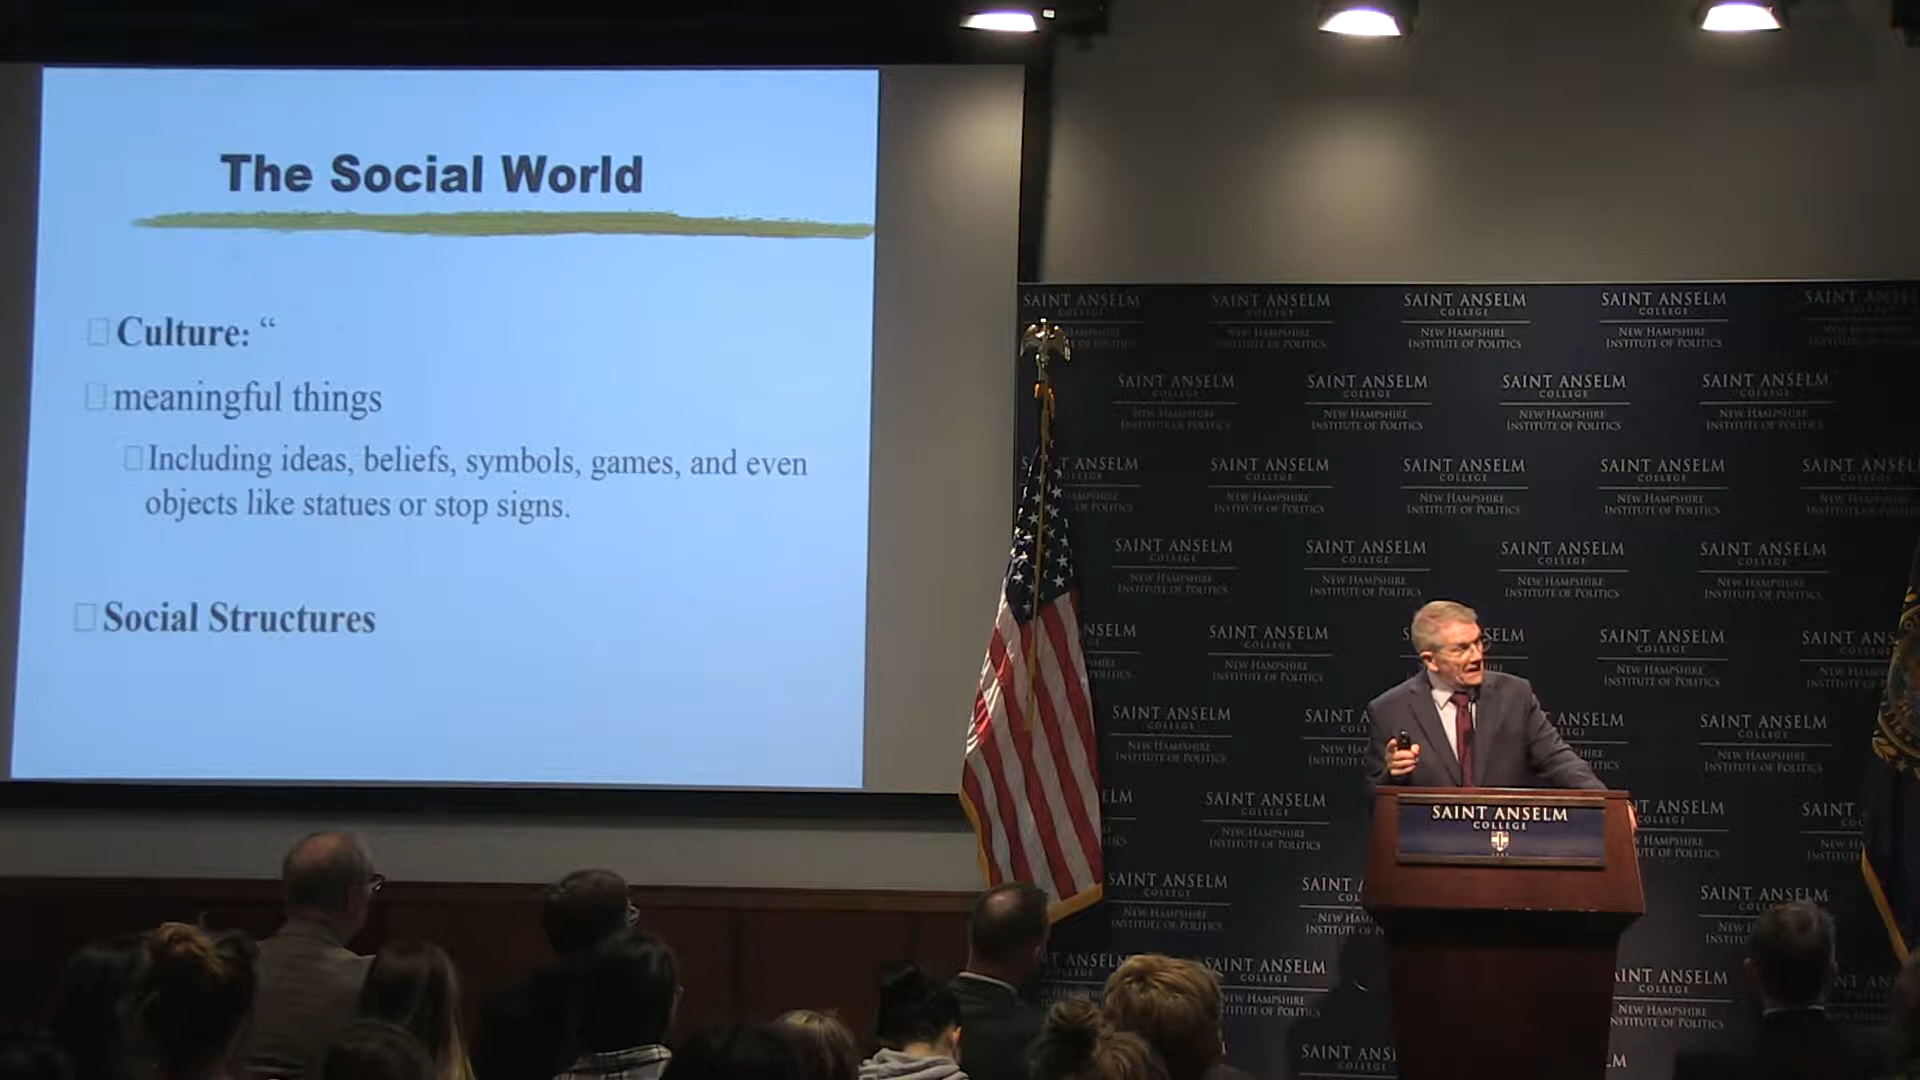 The Social World
Culture: “
meaningful things
Including ideas, beliefs, symbols, games, and even
objects like statues or stop signs.
Social Structures
SAINT ANSELM
COLLEGE
NEW HAMPSHIRE
INSTITUTE OF POLITICS
SAINT ANSELM
COLLEGE